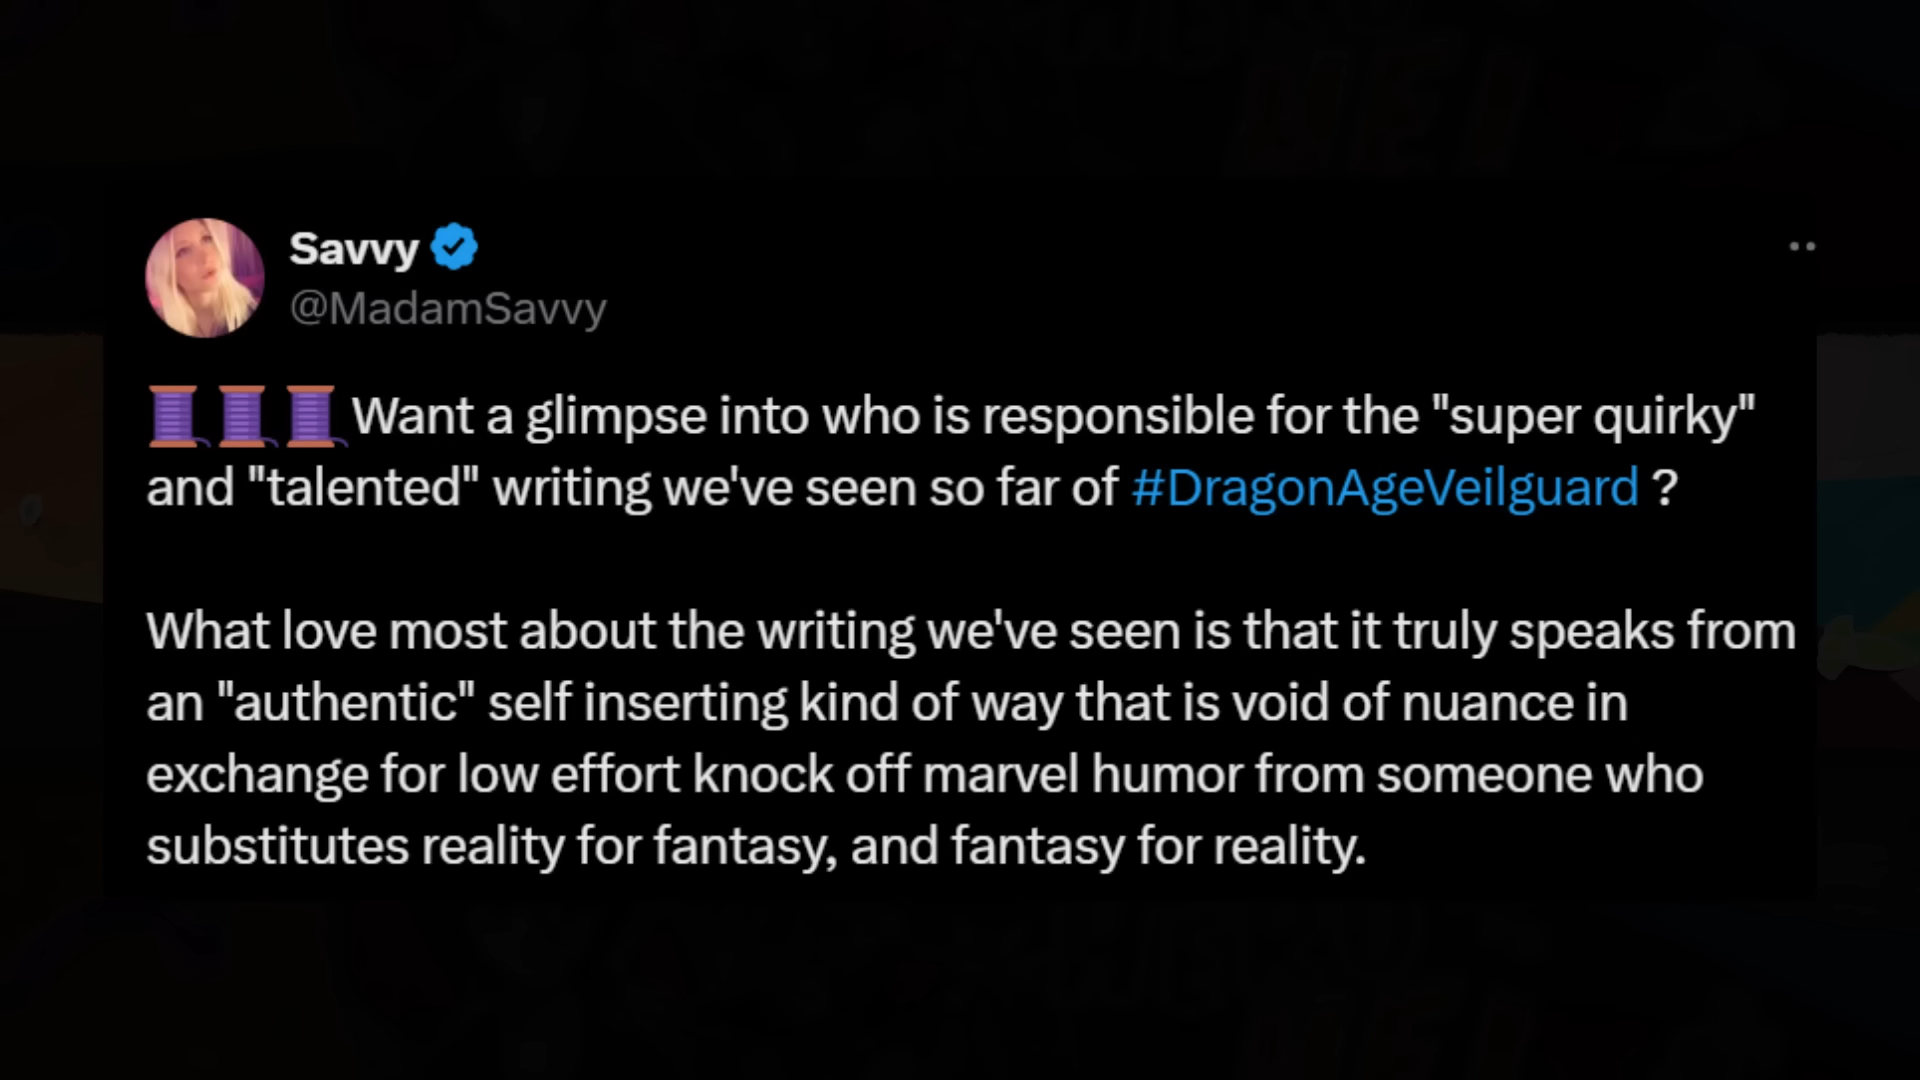 Savvy
@MadamSavvy
Want a glimpse into who is responsible for the "super quirky"
and "talented" writing we've seen so far of #DragonAgeVeilguard ?
What love most about the writing we've seen is that it truly speaks from
an "authentic" self inserting kind of way that is void of nuance in
exchange for low effort knock off marvel humor from someone who
substitutes reality for fantasy, and fantasy for reality.